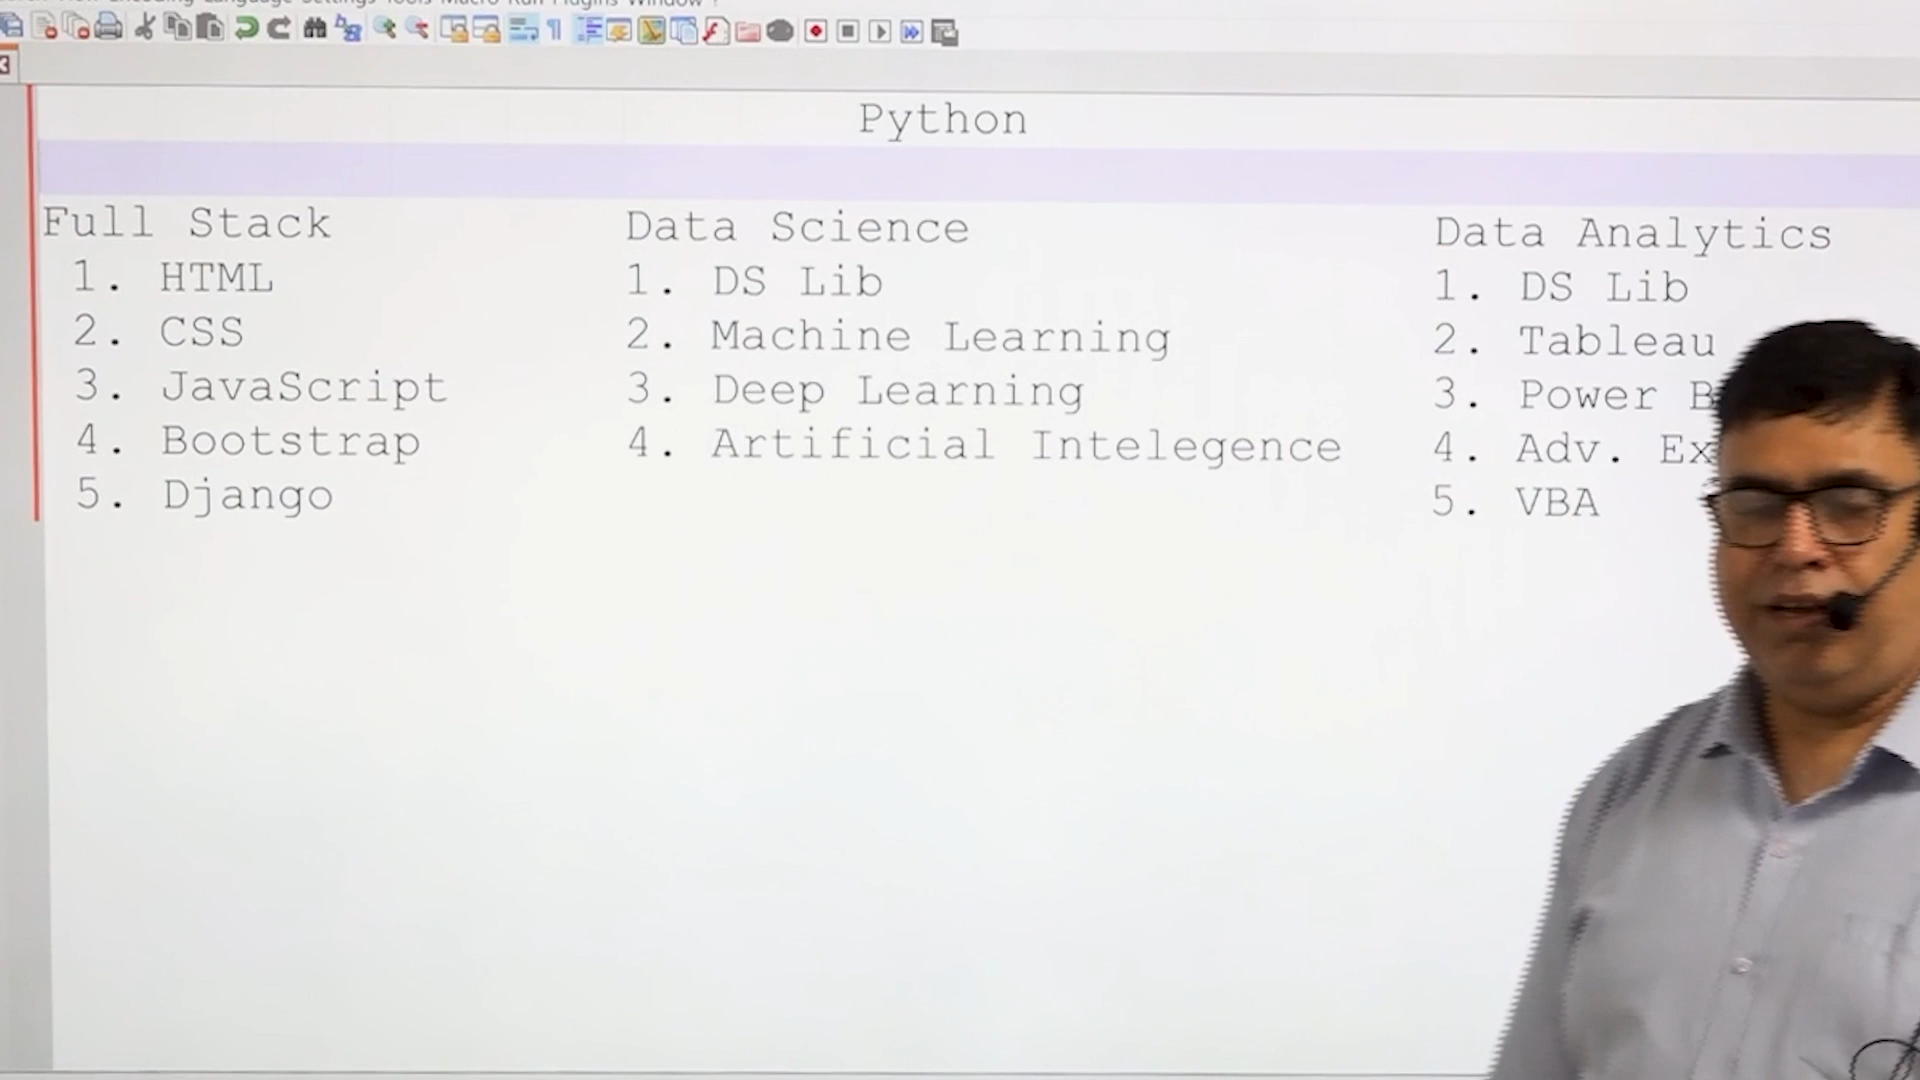 Python
Full Stack Data Science Data Analytics
1. HTML 1. DS Lib 1. DS Lib
2. CSS 2. Machine Learning 2. Tableau
3. JavaScript 3. Deep Learning 3. Power
4. Bootstrap 4. Artificial Intelegence 4. Adv.
5. Django 5. VBA